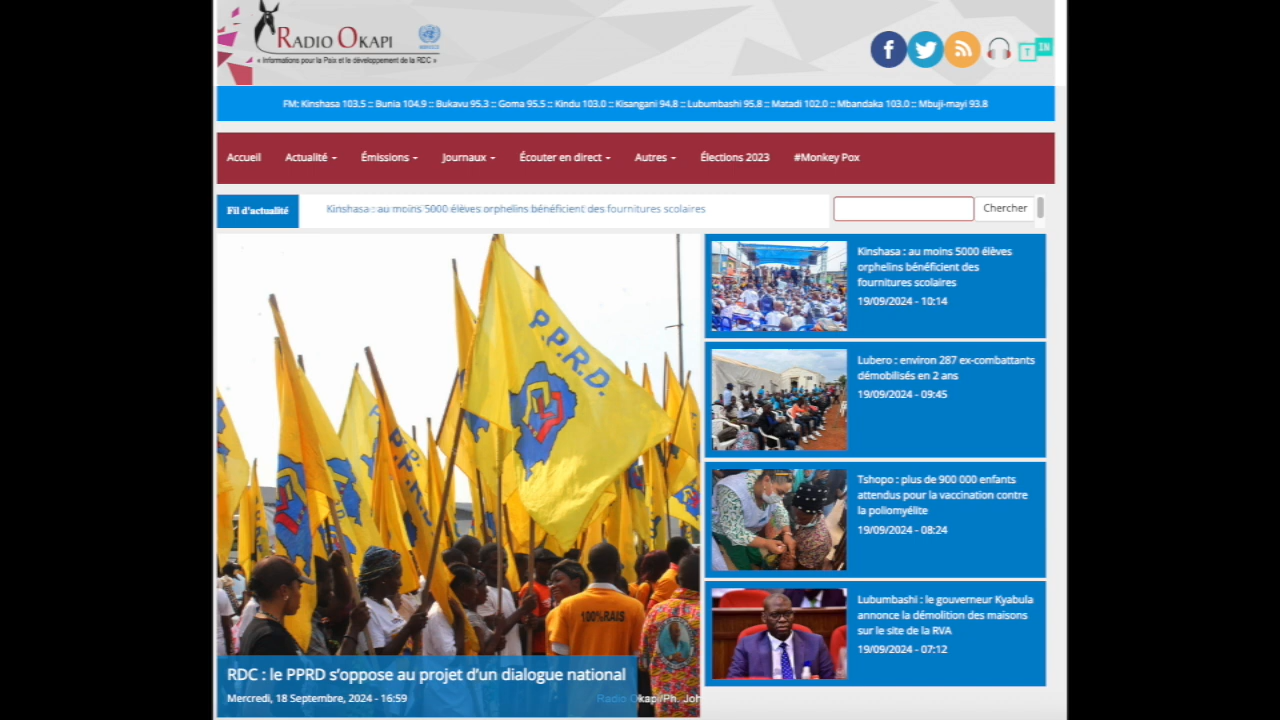 RADIO OKAPI
« Informations pour la Paix et le développement de la RDC »
IN
T
FM: Kinshasa 103.5 :: Bunia 104.9 :: Bukavu 95.3 :: Goma 95.5 :: Kindu 103.0 :: Kisangani 94.8 :: Lubumbashi 95.8 :: Matadi 102.0 :: Mbandaka 103.0 :: Mbuji-mayi 93.8
Accueil Actualité Émissions Journaux Écouter en direct Autres Élections 2023 #Monkey Pox
Fil d'actualité
Kinshasa : au moins 5000 élèves orphelins bénéficient des fournitures scolaires
Chercher
P.P.R.D.
100%RAIS
RDC : le PPRD s'oppose au projet d'un dialogue national
Mercredi, 18 Septembre, 2024 - 16:59
Radio Okapi/Ph. Joh
Kinshasa : au moins 5000 élèves
orphelins bénéficient des
fournitures scolaires
19/09/2024 - 10:14
Lubero : environ 287 ex-combattants
démobilisés en 2 ans
19/09/2024 - 09:45
Tshopo : plus de 900 000 enfants
attendus pour la vaccination contre
la poliomyélite
19/09/2024 - 08:24
Lubumbashi : le gouverneur Kyabula
annonce la démolition des maisons
sur le site de la RVA
19/09/2024 - 07:12